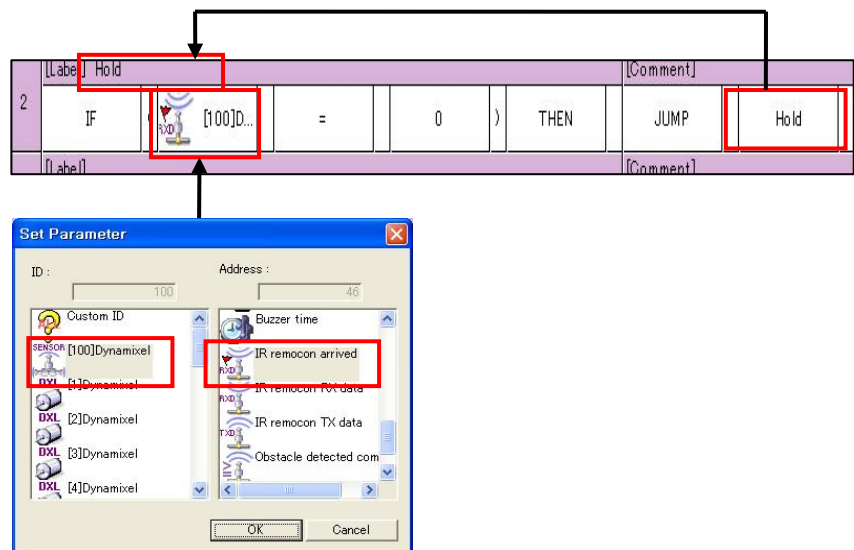 [Label] Hold [Comment]
2 IF ( RXD [100]D... = 0 ) THEN JUMP Hold
[Label] [Comment]
Set Parameter
ID : Address :
100 46
Custom ID Buzzer time
SENSOR [100]Dynamixel RXD IR remocon arrived
DXL [1]Dynamixel RXD IR remocon RX data
DXL [2]Dynamixel TXD IR remocon TX data
DXL [3]Dynamixel Obstacle detected com
DXL [4]Dynamixel
OK Cancel